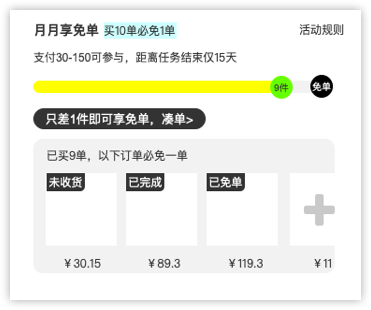 月月享免单 买10单必免1单 活动规则
支付30-150可参与，距离任务结束仅15天
9件 免单
只差1件即可享免单，凑单>
已买9单，以下订单必免一单
未收货 已完成 已免单
￥30.15 ￥89.3 ￥119.3 ￥11